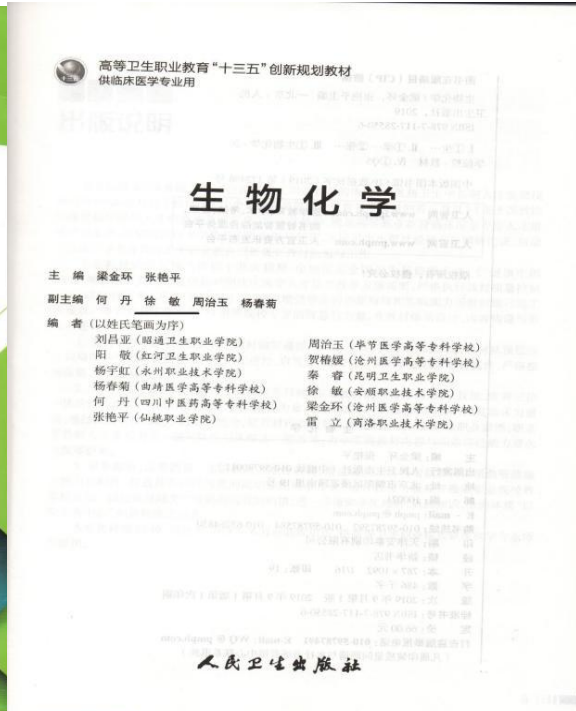 高等卫生职业教育“十三五”创新规划教材
供临床医学专业用
生物化学
主 编 梁金环 张艳平
副主编 何 丹 徐 敏 周治玉 杨春菊
编 者 (以姓氏笔画为序)
刘昌亚 (昭通卫生职业学院)
阳 敬 (红河卫生职业学院)
杨宇虹 (永州职业技术学院)
杨春菊 (曲靖医学高等专科学校)
何 丹 (四川中医药高等专科学校)
张艳平 (仙桃职业学院)
周治玉 (毕节医学高等专科学校)
贺椿媛 (沧州医学高等专科学校)
秦 睿 (昆明卫生职业学院)
徐 敏 (安顺职业技术学院)
梁金环 (沧州医学高等专科学校)
雷 立 (商洛职业技术学院)
人民卫生出版社